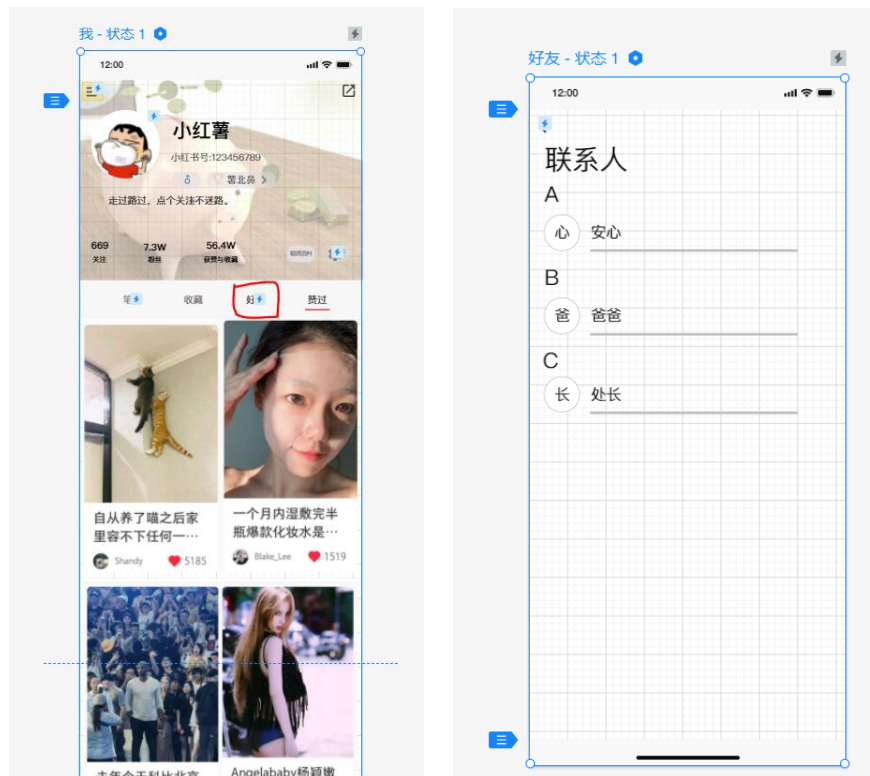 我 - 状态 1
12:00
小红薯
小红书号:123456789
薯北鼻
走过路过，点个关注不迷路。
669
7.3W
56.4W
关注
粉丝
获赞与收藏
笔
收藏
好
赞过
自从养了喵之后家
里容不下任何一…
Shandy
5185
一个月内湿敷完半
瓶爆款化妆水是…
Blake_Lee
1519
Angelababy杨颖嫩
好友 - 状态 1
12:00
联系人
A
心
安心
B
爸
爸爸
C
长
处长